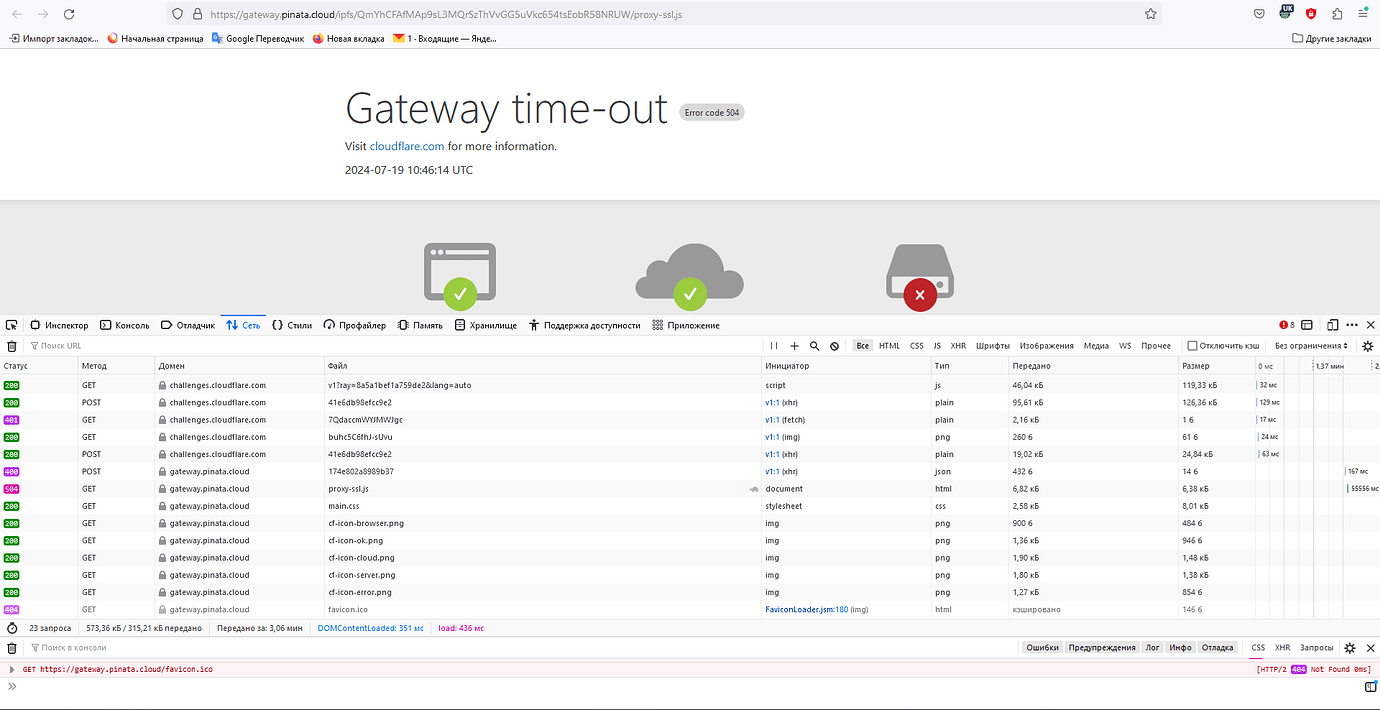 https://gateway.pinata.cloud/ipfs/QmYhCFAfMAp9sL3MQrSzThVvGG5uVkc654tsEobR58NRUW/proxy-ssl.js
UK
Импорт закладок... Начальная страница Google Переводчик Новая вкладка 1 · Входящие — Янде... Другие закладки
Gateway time-out Error code 504
Visit cloudflare.com for more information.
2024-07-19 10:46:14 UTC
Инспектор Консоль Отладчик Сеть Стили Профайлер Память Хранилище Поддержка доступности Приложение 8
Поиск URL Все HTML CSS JS XHR Шрифты Изображения Медиа WS Прочее Отключить кэш Без ограничения
Статус Метод Домен Файл Инициатор Тип Передано Размер 0 мс 1,37 мин 2,
200 GET challenges.cloudflare.com v1?ray=8a5a1bef1a759de2&lang=auto script js 46,04 кБ 119,33 кБ 32 мс
200 POST challenges.cloudflare.com 41e6db98efcc9e2 v1:1 (xhr) plain 95,61 кБ 126,36 кБ 129 мс
401 GET challenges.cloudflare.com 7QdaccmWYJMWJgc v1:1 (fetch) plain 2,16 кБ 1 б 17 мс
200 GET challenges.cloudflare.com buhc5C6fhJ-sUvu v1:1 (img) png 260 б 61 б 24 мс
200 POST challenges.cloudflare.com 41e6db98efcc9e2 v1:1 (xhr) plain 19,02 кБ 24,84 кБ 63 мс
400 POST gateway.pinata.cloud 174e802a8989b37 v1:1 (xhr) json 432 б 14 б 167 мс
504 GET gateway.pinata.cloud proxy-ssl.js document html 6,82 кБ 6,38 кБ 55556 мс
200 GET gateway.pinata.cloud main.css stylesheet css 2,58 кБ 8,01 кБ
200 GET gateway.pinata.cloud cf-icon-browser.png img png 900 б 484 б
200 GET gateway.pinata.cloud cf-icon-ok.png img png 1,36 кБ 946 б
200 GET gateway.pinata.cloud cf-icon-cloud.png img png 1,90 кБ 1,48 кБ
200 GET gateway.pinata.cloud cf-icon-server.png img png 1,80 кБ 1,38 кБ
200 GET gateway.pinata.cloud cf-icon-error.png img png 1,27 кБ 854 б
404 GET gateway.pinata.cloud favicon.ico FaviconLoader.jsm:180 (img) html кэшировано 146 б
23 запроса 573,36 кБ / 315,21 кБ передано Передано за: 3,06 мин DOMContentLoaded: 351 мс load: 436 мс
Поиск в консоли Ошибки Предупреждения Лог Инфо Отладка CSS XHR Запросы
GET https://gateway.pinata.cloud/favicon.ico [HTTP/2 404 Not Found 0ms]